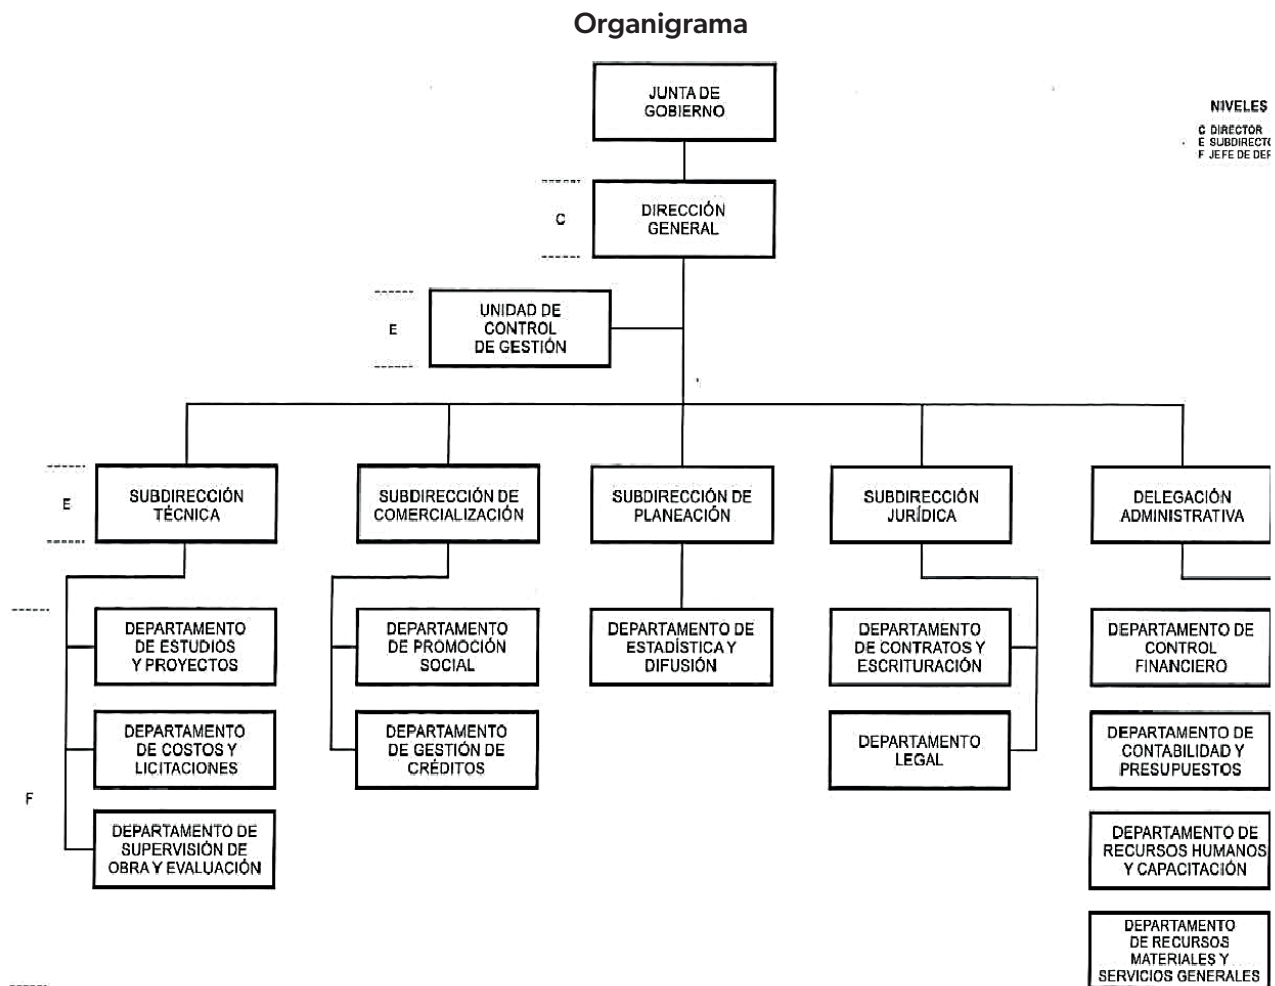 Organigrama
JUNTA DE
GOBIERNO
NIVELES
C DIRECTOR
E
F JEFE DE
C
DIRECCIÓN
GENERAL
E
UNIDAD DE
CONTROL
DE GESTIÓN
E
SUBDIRECCIÓN
TÉCNICA
SUBDIRECCIÓN DE
COMERCIALIZACIÓN
SUBDIRECCIÓN DE
PLANEACIÓN
SUBDIRECCIÓN
JURÍDICA
DELEGACIÓN
ADMINISTRATIVA
DEPARTAMENTO
DE ESTUDIOS
Y PROYECTOS
DEPARTAMENTO
DE PROMOCIÓN
SOCIAL
DEPARTAMENTO DE
ESTADÍSTICA Y
DIFUSIÓN
DEPARTAMENTO
DE CONTRATOS Y
ESCRITURACIÓN
DEPARTAMENTO DE
CONTROL
FINANCIERO
DEPARTAMENTO
DE COSTOS Y
LICITACIONES
DEPARTAMENTO
DE GESTIÓN DE
CRÉDITOS
DEPARTAMENTO
LEGAL
DEPARTAMENTO DE
CONTABILIDAD Y
PRESUPUESTOS
F
DEPARTAMENTO DE
SUPERVISIÓN DE
OBRA Y EVALUACIÓN
DEPARTAMENTO DE
RECURSOS HUMANOS
Y CAPACITACIÓN
DEPARTAMENTO
DE RECURSOS
MATERIALES Y
SERVICIOS GENERALES